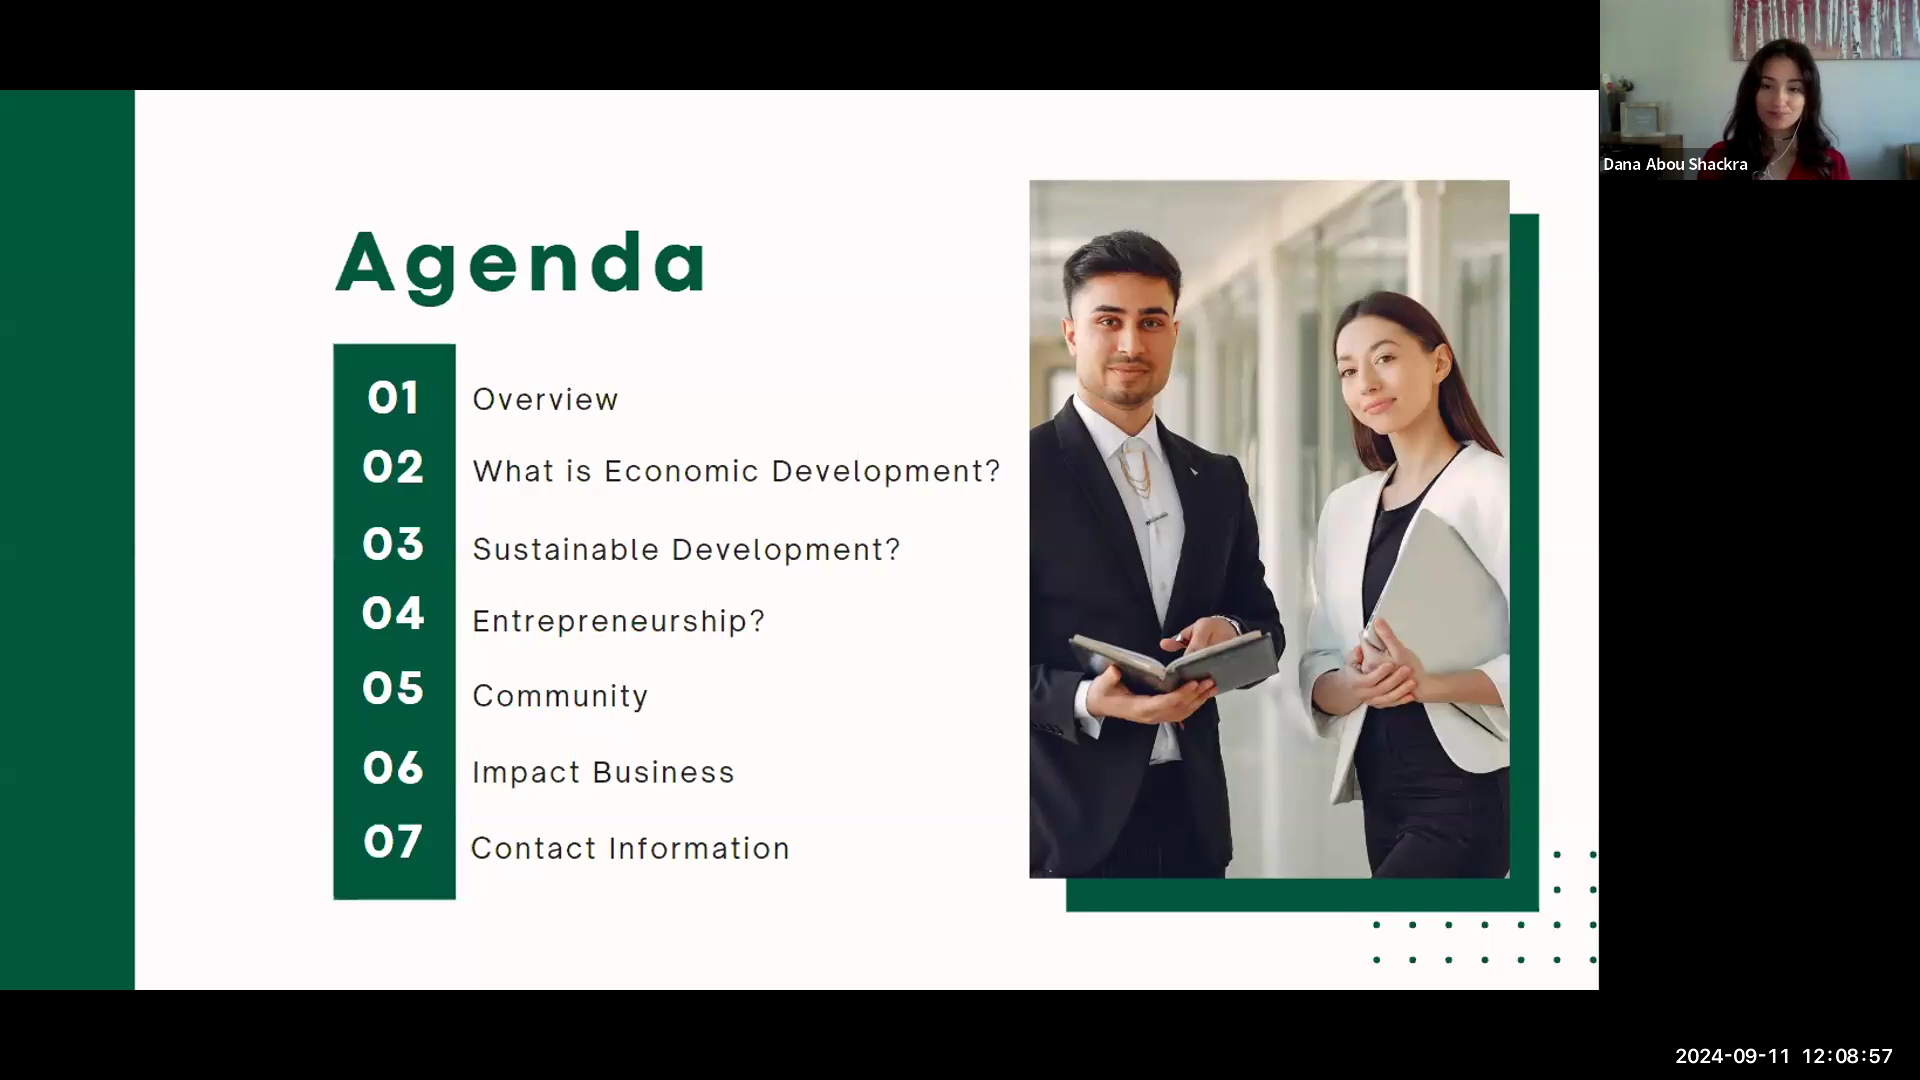 Agenda
01 Overview
02 What is Economic Development?
03 Sustainable Development?
04 Entrepreneurship?
05 Community
06 Impact Business
07 Contact Information
Dana Abou Shackra
2024-09-11 12:08:57